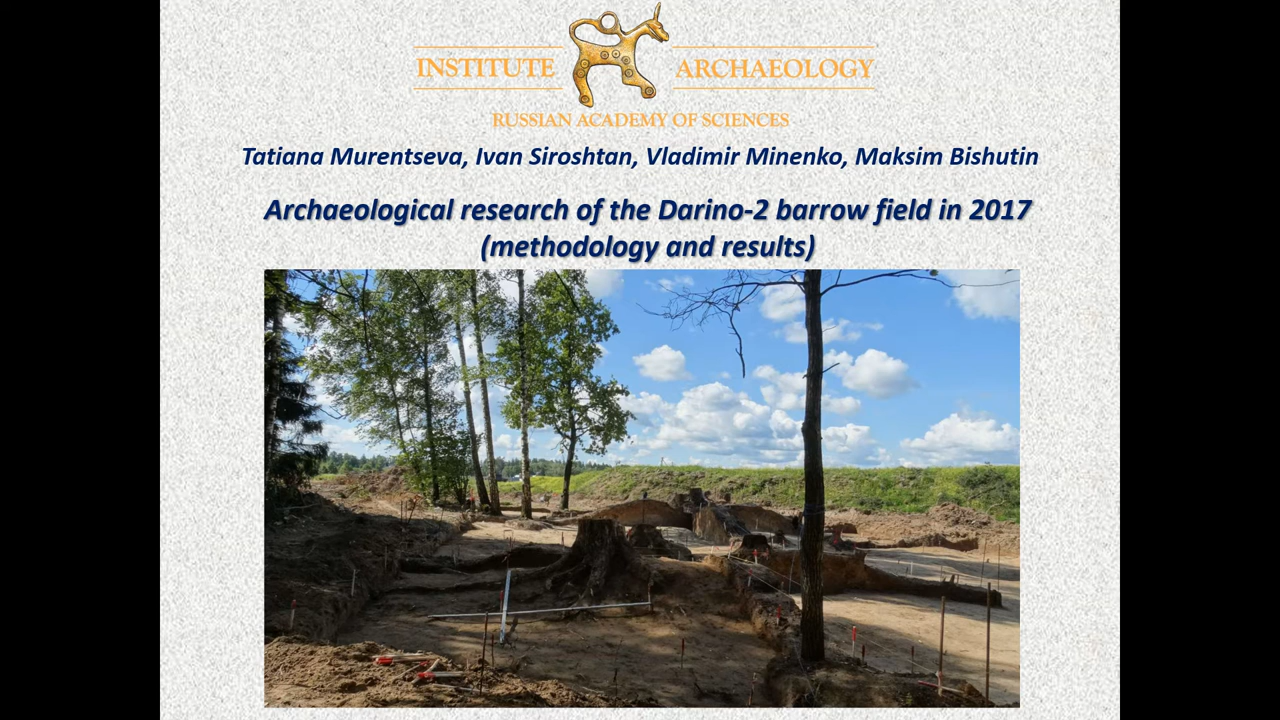 INSTITUTE ARCHAEOLOGY
RUSSIAN ACADEMY OF SCIENCES
Tatiana Murentseva, Ivan Siroshtan, Vladimir Minenko, Maksim Bishutin
Archaeological research of the Darino-2 barrow field in 2017
(methodology and results)